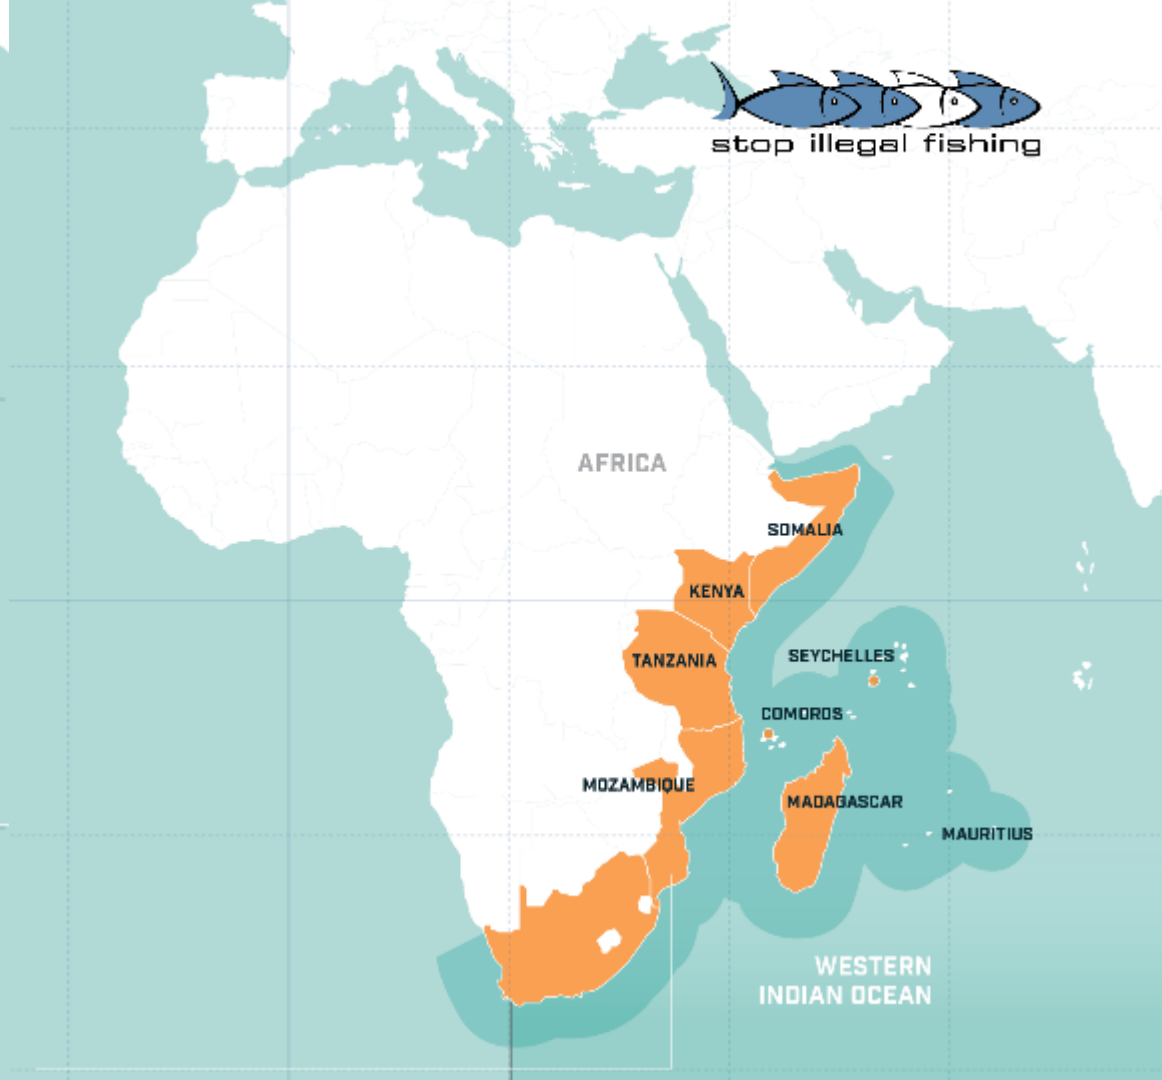 stop illegal fishing
AFRICA
SOMALIA
KENYA
SEYCHELLES
TANZANIA
COMOROS
MOZAMBIQUE
MADAGASCAR
MAURITIUS
WESTERN
INDIAN OCEAN